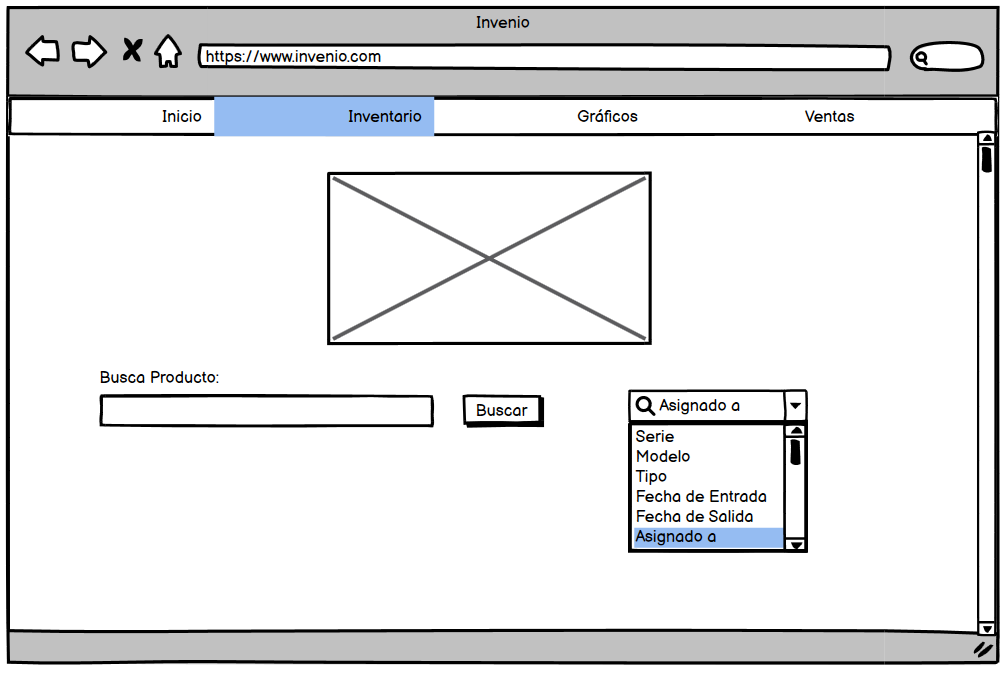 Invenio
https://www.invenio.com
Inicio
Inventario
Gráficos
Ventas
Busca Producto:
Buscar
Asignado a
Serie
Modelo
Tipo
Fecha de Entrada
Fecha de Salida
Asignado a